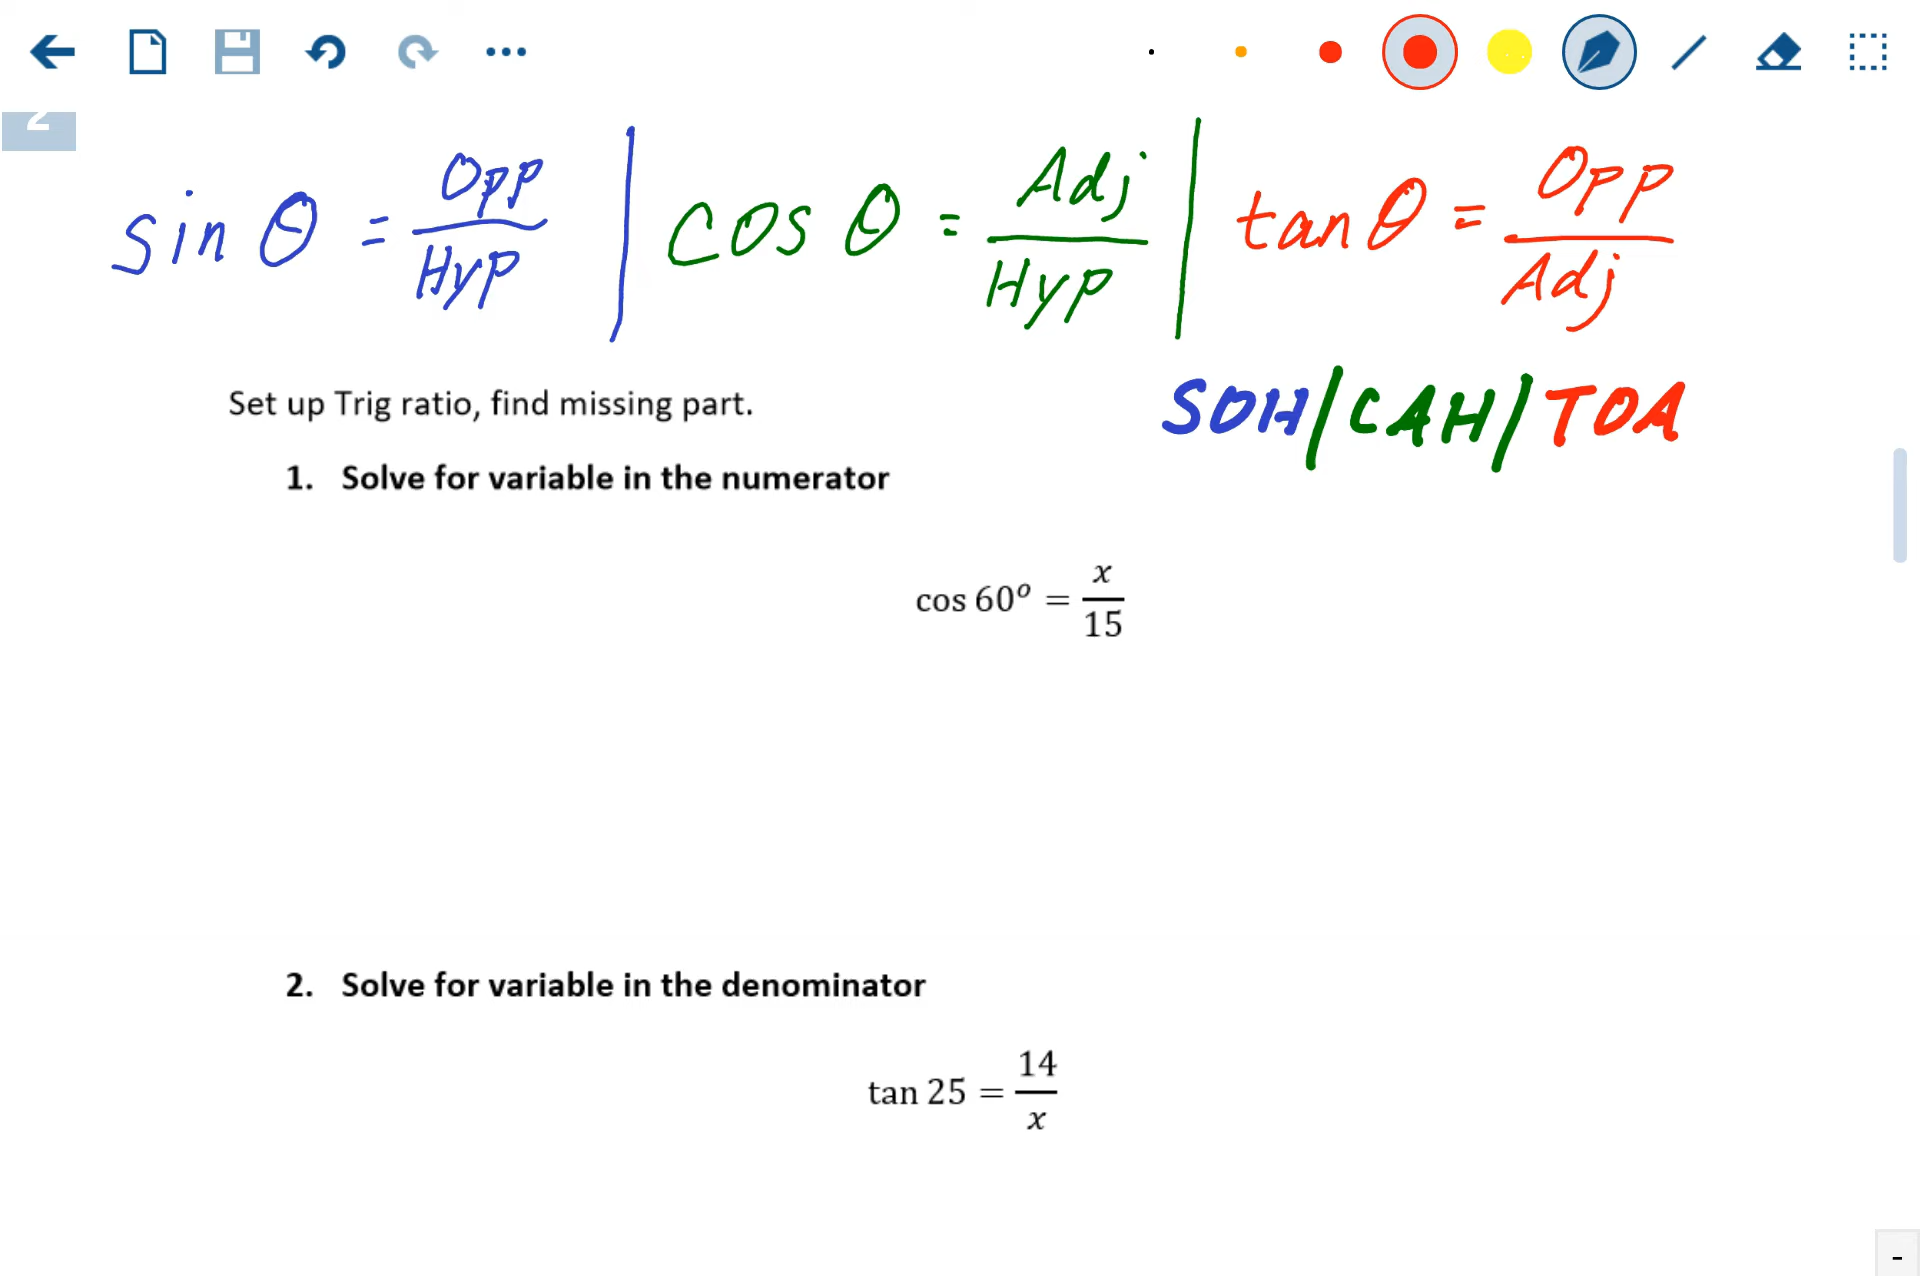 2
sin θ = Opp/Hyp | cos θ = Adj/Hyp | tan θ = Opp/Adj
SOH/CAH/TOA
Set up Trig ratio, find missing part.
1. Solve for variable in the numerator
cos 60° = x/15
2. Solve for variable in the denominator
tan 25 = 14/x